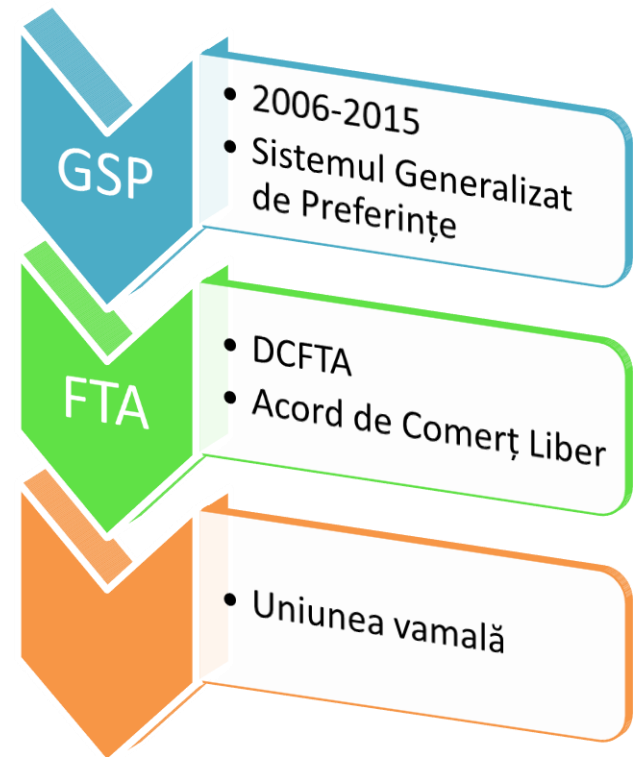 GSP
• 2006-2015
• Sistemul Generalizat
de Preferințe
FTA
• DCFTA
• Acord de Comerț Liber
• Uniunea vamală